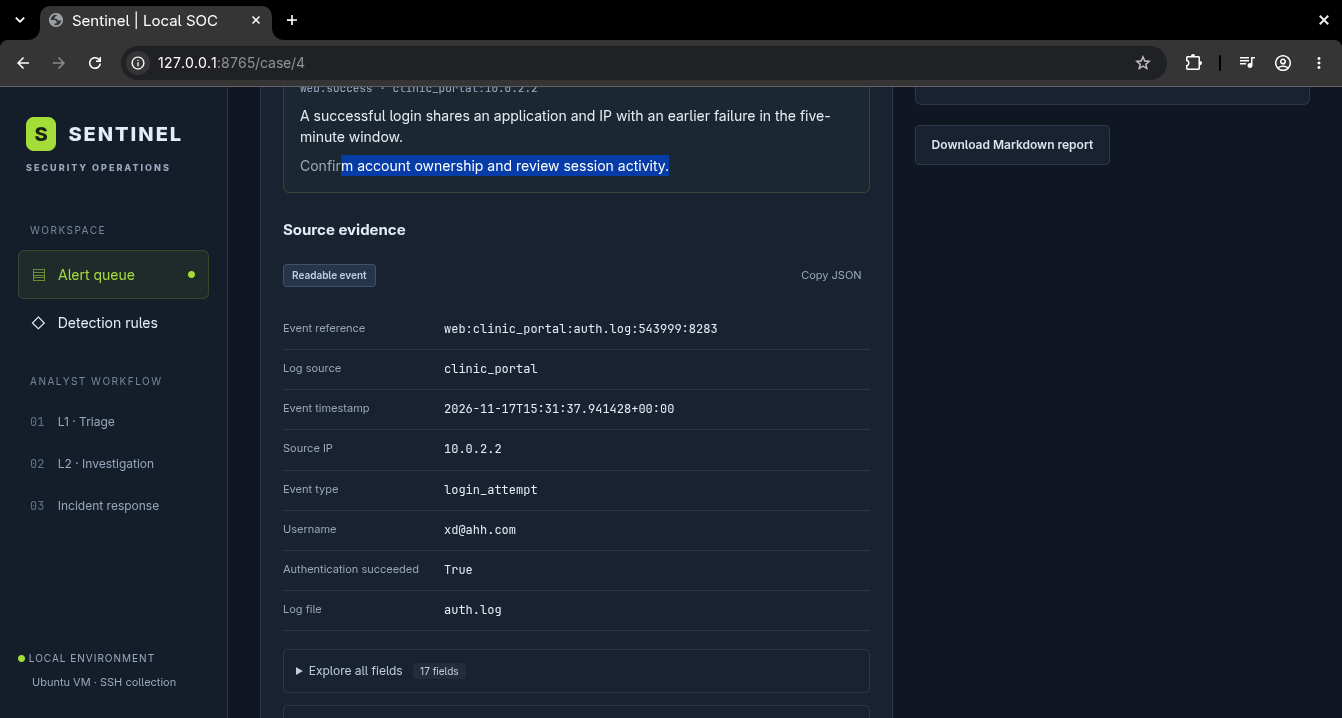 Sentinel | Local SOC
127.0.0.1:8765/case/4
S SENTINEL
SECURITY OPERATIONS
WORKSPACE
Alert queue
Detection rules
ANALYST WORKFLOW
01 L1 · Triage
02 L2 · Investigation
03 Incident response
LOCAL ENVIRONMENT
Ubuntu VM · SSH collection
web.success · clinic_portal:10.0.2.2
A successful login shares an application and IP with an earlier failure in the five-
minute window.
Confirm account ownership and review session activity.
Source evidence
Readable event
Copy JSON
Event reference web:clinic_portal:auth.log:543999:8283
Log source clinic_portal
Event timestamp 2026-11-17T15:31:37.941428+00:00
Source IP 10.0.2.2
Event type login_attempt
Username xd@ahh.com
Authentication succeeded True
Log file auth.log
Explore all fields 17 fields
Download Markdown report